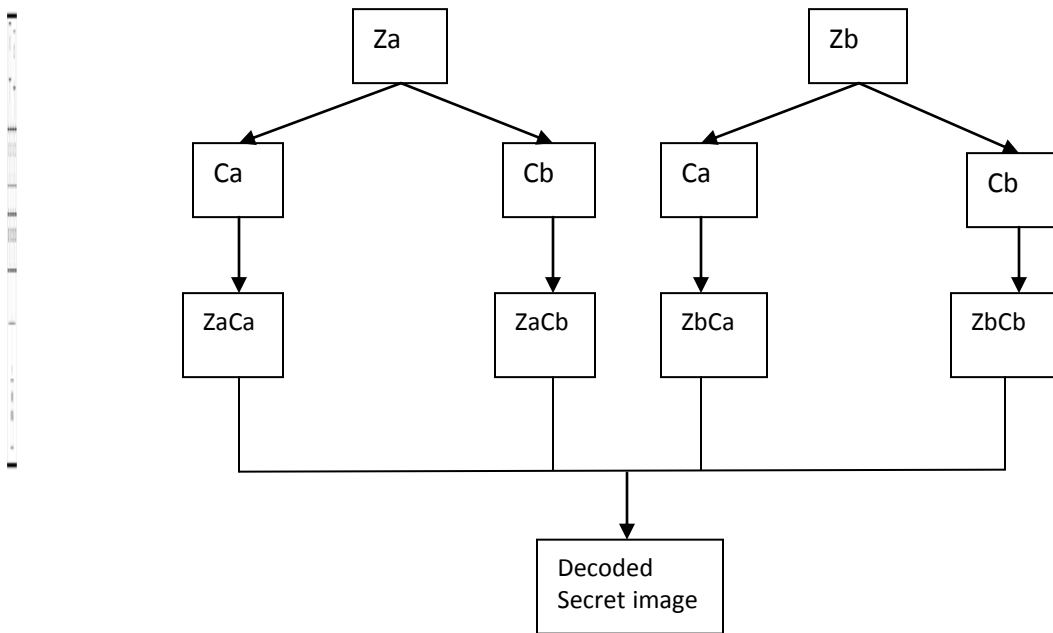 Za
Zb
Ca
Cb
Ca
Cb
ZaCa
ZaCb
ZbCa
ZbCb
Decoded
Secret image